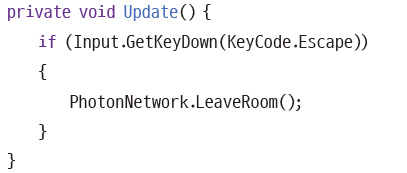 private void Update() {
    if (Input.GetKeyDown(KeyCode.Escape))
    {
        PhotonNetwork.LeaveRoom();
    }
}